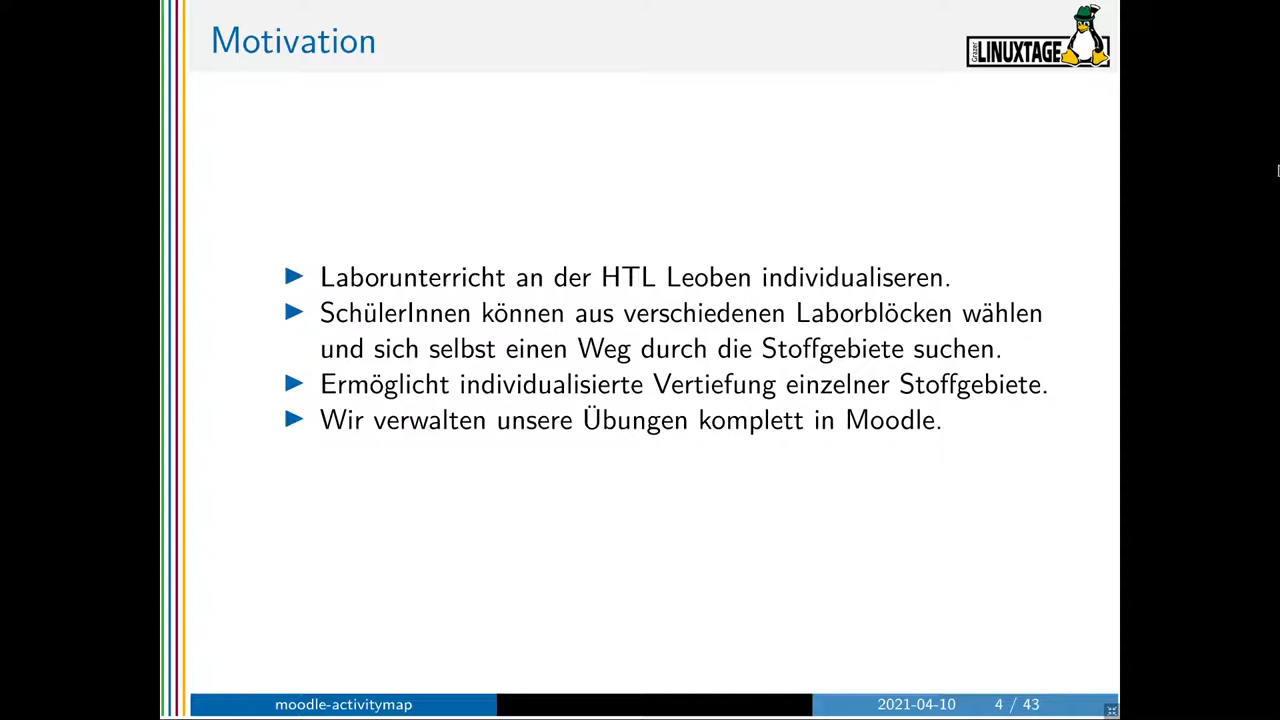 Motivation
Grazer
LINUXTAGE
▶ Laborunterricht an der HTL Leoben individualiseren.
▶ SchülerInnen können aus verschiedenen Laborblöcken wählen
und sich selbst einen Weg durch die Stoffgebiete suchen.
▶ Ermöglicht individualisierte Vertiefung einzelner Stoffgebiete.
▶ Wir verwalten unsere Übungen komplett in Moodle.
moodle-activitymap
2021-04-10 4 / 43